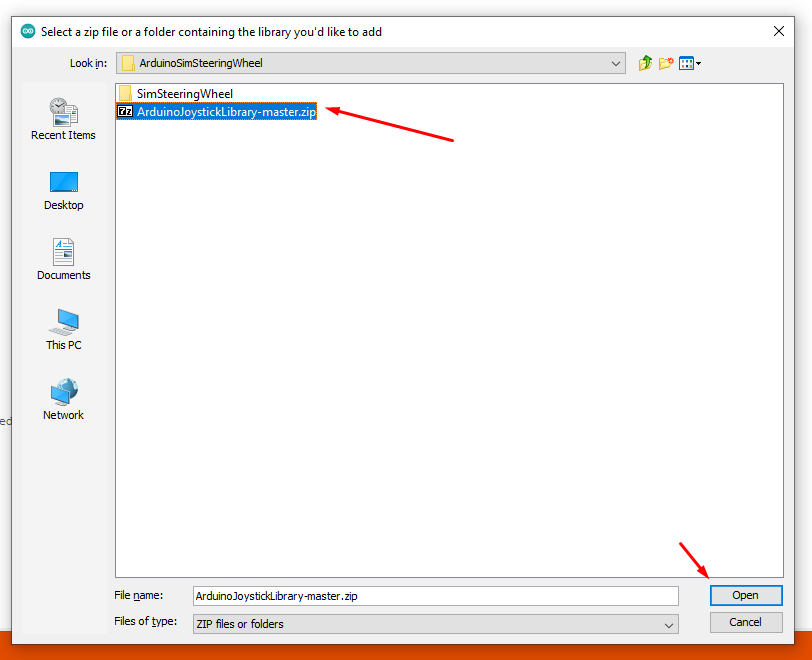 Select a zip file or a folder containing the library you'd like to add
Look in:
ArduinoSimSteeringWheel
SimSteeringWheel
ArduinoJoystickLibrary-master.zip
Recent Items
Desktop
Documents
This PC
Network
ed
File name:
ArduinoJoystickLibrary-master.zip
Open
Files of type:
ZIP files or folders
Cancel